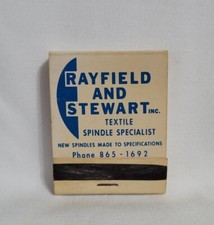 RAYFIELD
AND
STEWART INC.
TEXTILE
SPINDLE SPECIALIST
NEW SPINDLES MADE TO SPECIFICATIONS
Phone 865-1692